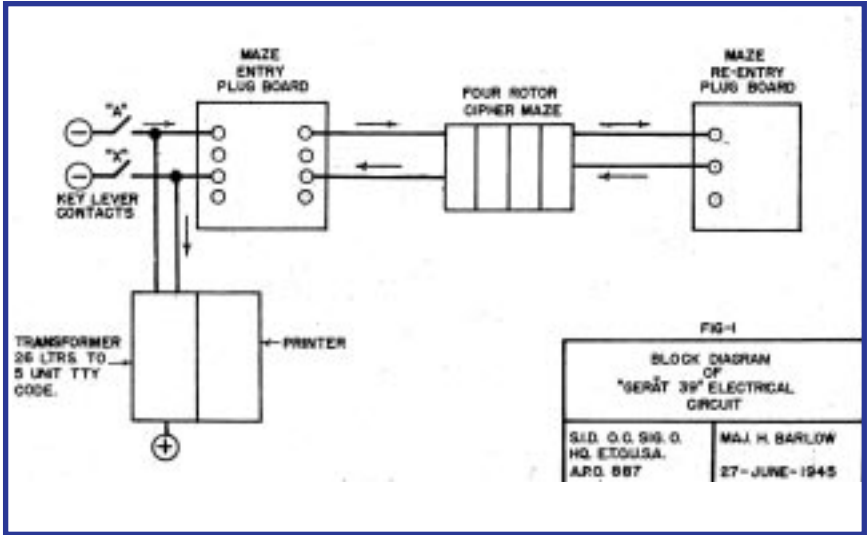 MAZE
ENTRY
PLUG BOARD
MAZE
RE-ENTRY
PLUG BOARD
FOUR ROTOR
CIPHER MAZE
"A"
"X"
KEY LEVER
CONTACTS
TRANSFORMER
26 LTRS. TO
5 UNIT TTY
CODE.
PRINTER
FIG-1
BLOCK DIAGRAM
OF
"GERÄT 39" ELECTRICAL
CIRCUIT
S.I.D. O.C. SIG. O.
HQ. E.T.O.U.S.A.
A.P.O. 887
MAJ. H. BARLOW
27-JUNE-1945